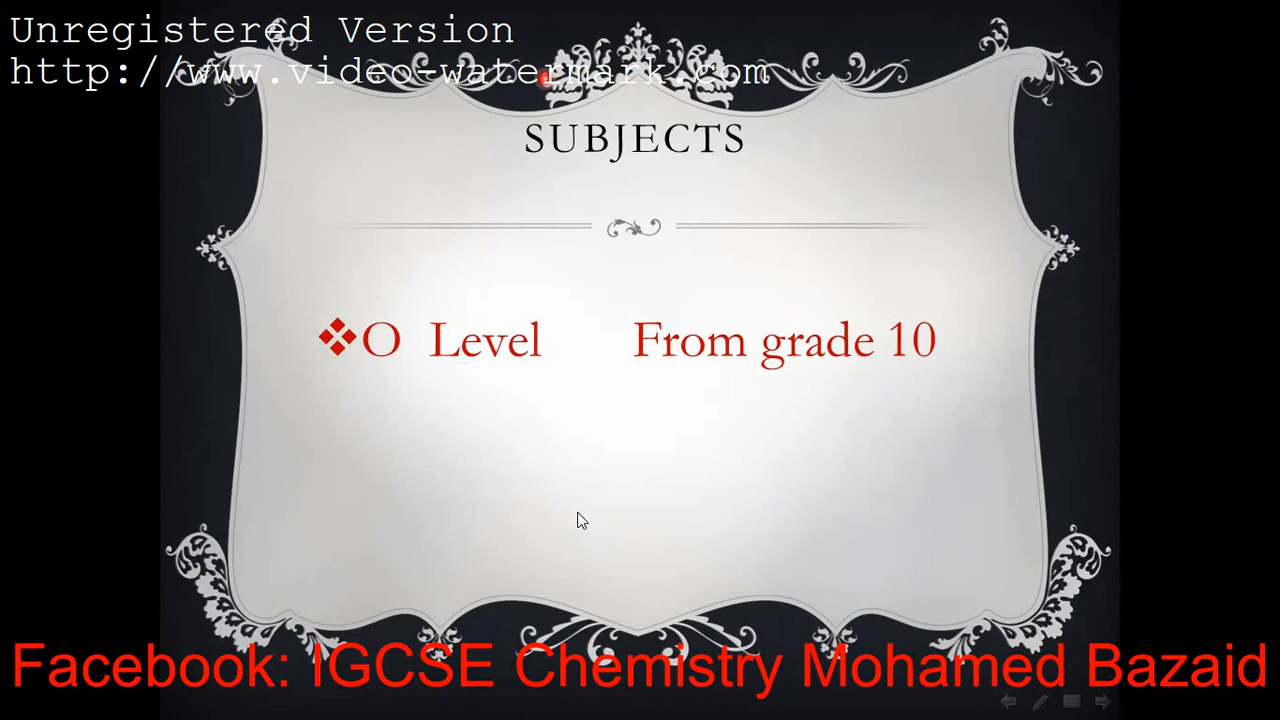 Unregistered Version
http://www.video-watermark.com
SUBJECTS
❖O Level From grade 10
Facebook: IGCSE Chemistry Mohamed Bazaid